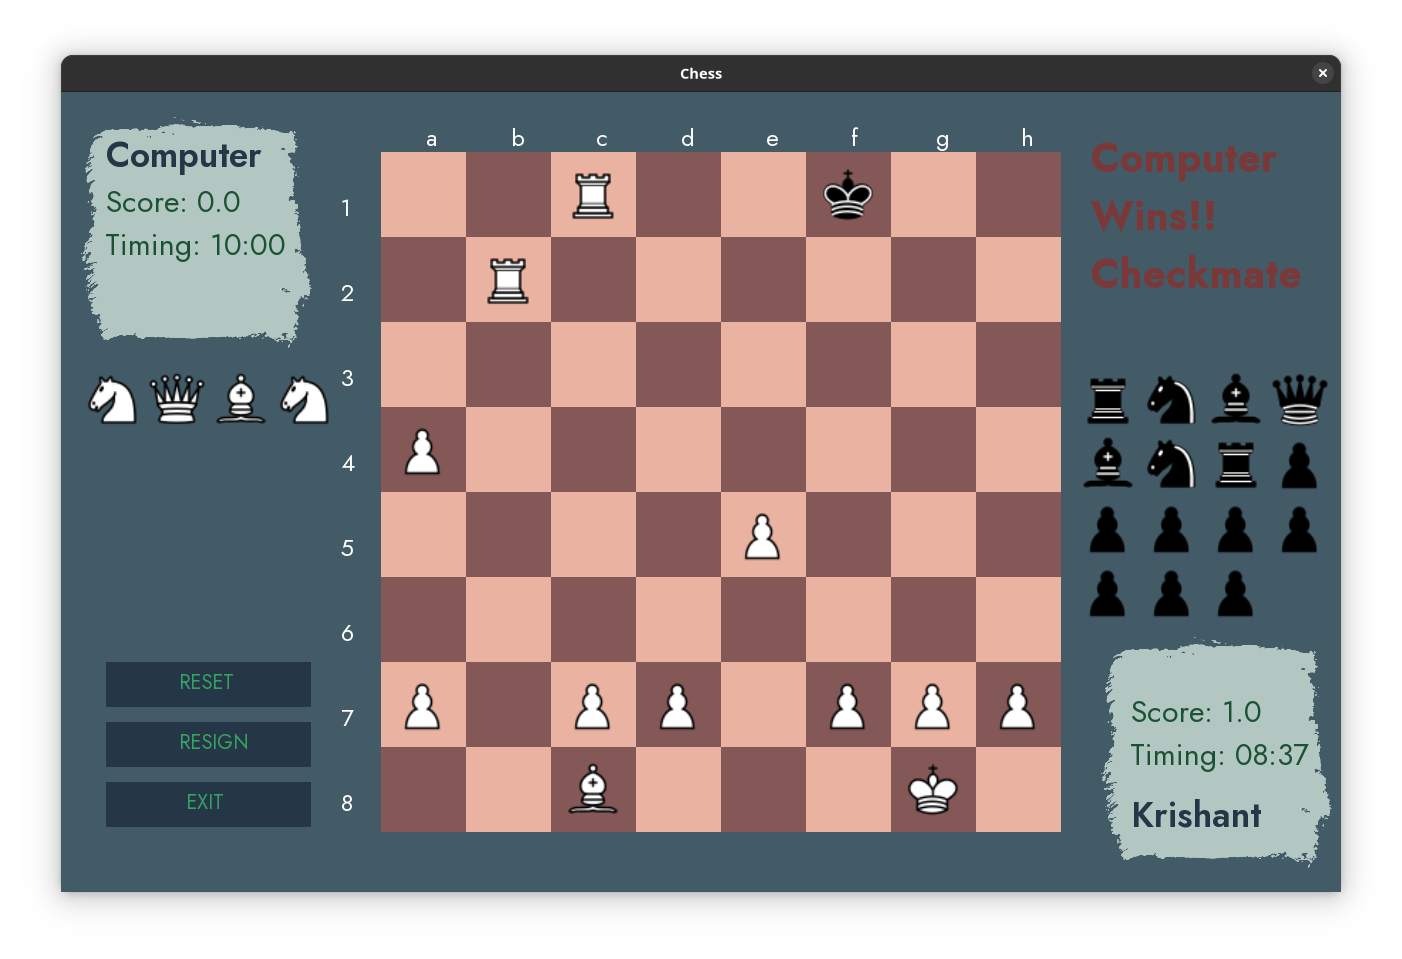 Chess
Computer
Score: 0.0
Timing: 10:00
a b c d e f g h
1
2
3
4
5
6
7
8
Computer
Wins!!
Checkmate
RESET
RESIGN
EXIT
Score: 1.0
Timing: 08:37
Krishant